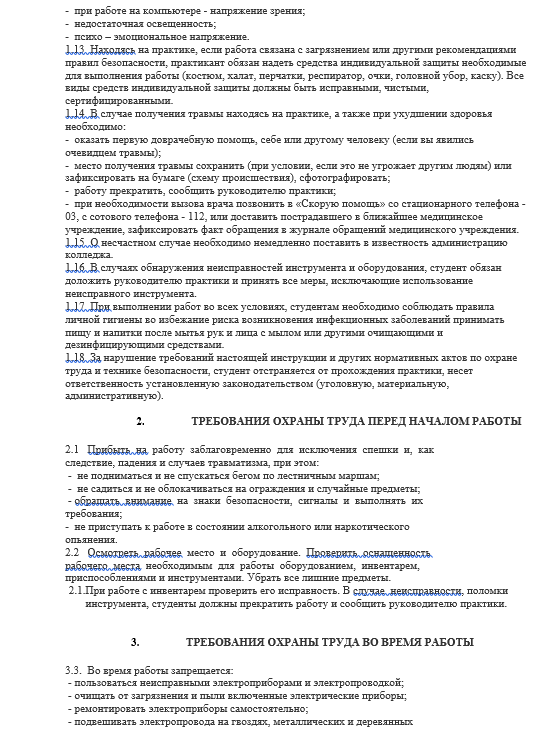 - при работе на компьютере - напряжение зрения;
- недостаточная освещенность;
- психо – эмоциональное напряжение.
1.13. Находясь на практике, если работа связана с загрязнением или другими рекомендациями
правил безопасности, практикант обязан надеть средства индивидуальной защиты необходимые
для выполнения работы (костюм, халат, перчатки, респиратор, очки, головной убор, каску). Все
виды средств индивидуальной защиты должны быть исправными, чистыми,
сертифицированными.
1.14. В случае получения травмы находясь на практике, а также при ухудшении здоровья
необходимо:
- оказать первую доврачебную помощь, себе или другому человеку (если вы явились
очевидцем травмы);
- место получения травмы сохранить (при условии, если это не угрожает другим людям) или
зафиксировать на бумаге (схему происшествия), сфотографировать;
- работу прекратить, сообщить руководителю практики;
- при необходимости вызова врача позвонить в «Скорую помощь» со стационарного телефона -
03, с сотового телефона - 112, или доставить пострадавшего в ближайшее медицинское
учреждение, зафиксировать факт обращения в журнале обращений медицинского учреждения.
1.15. О несчастном случае необходимо немедленно поставить в известность администрацию
колледжа.
1.16. В случаях обнаружения неисправностей инструмента и оборудования, студент обязан
доложить руководителю практики и принять все меры, исключающие использование
неисправного инструмента.
1.17. При выполнении работ во всех условиях, студентам необходимо соблюдать правила
личной гигиены во избежание риска возникновения инфекционных заболеваний принимать
пищу и напитки после мытья рук и лица с мылом или другими очищающими и
дезинфицирующими средствами.
1.18. За нарушение требований настоящей инструкции и других нормативных актов по охране
труда и технике безопасности, студент отстраняется от прохождения практики, несет
ответственность установленную законодательством (уголовную, материальную,
административную).
2. ТРЕБОВАНИЯ ОХРАНЫ ТРУДА ПЕРЕД НАЧАЛОМ РАБОТЫ
2.1 Прибыть на работу заблаговременно для исключения спешки и, как
следствие, падения и случаев травматизма, при этом:
- не подниматься и не спускаться бегом по лестничным маршам;
- не садиться и не облокачиваться на ограждения и случайные предметы;
- обращать внимание на знаки безопасности, сигналы и выполнять их
требования;
- не приступать к работе в состоянии алкогольного или наркотического
опьянения.
2.2 Осмотреть рабочее место и оборудование. Проверить оснащенность
рабочего места необходимым для работы оборудованием, инвентарем,
приспособлениями и инструментами. Убрать все лишние предметы.
2.1.При работе с инвентарем проверить его исправность. В случае неисправности, поломки
инструмента, студенты должны прекратить работу и сообщить руководителю практики.
3. ТРЕБОВАНИЯ ОХРАНЫ ТРУДА ВО ВРЕМЯ РАБОТЫ
3.3. Во время работы запрещается:
- пользоваться неисправными электроприборами и электропроводкой;
- очищать от загрязнения и пыли включенные электрические приборы;
- ремонтировать электроприборы самостоятельно;
- подвешивать электропровода на гвоздях, металлических и деревянных